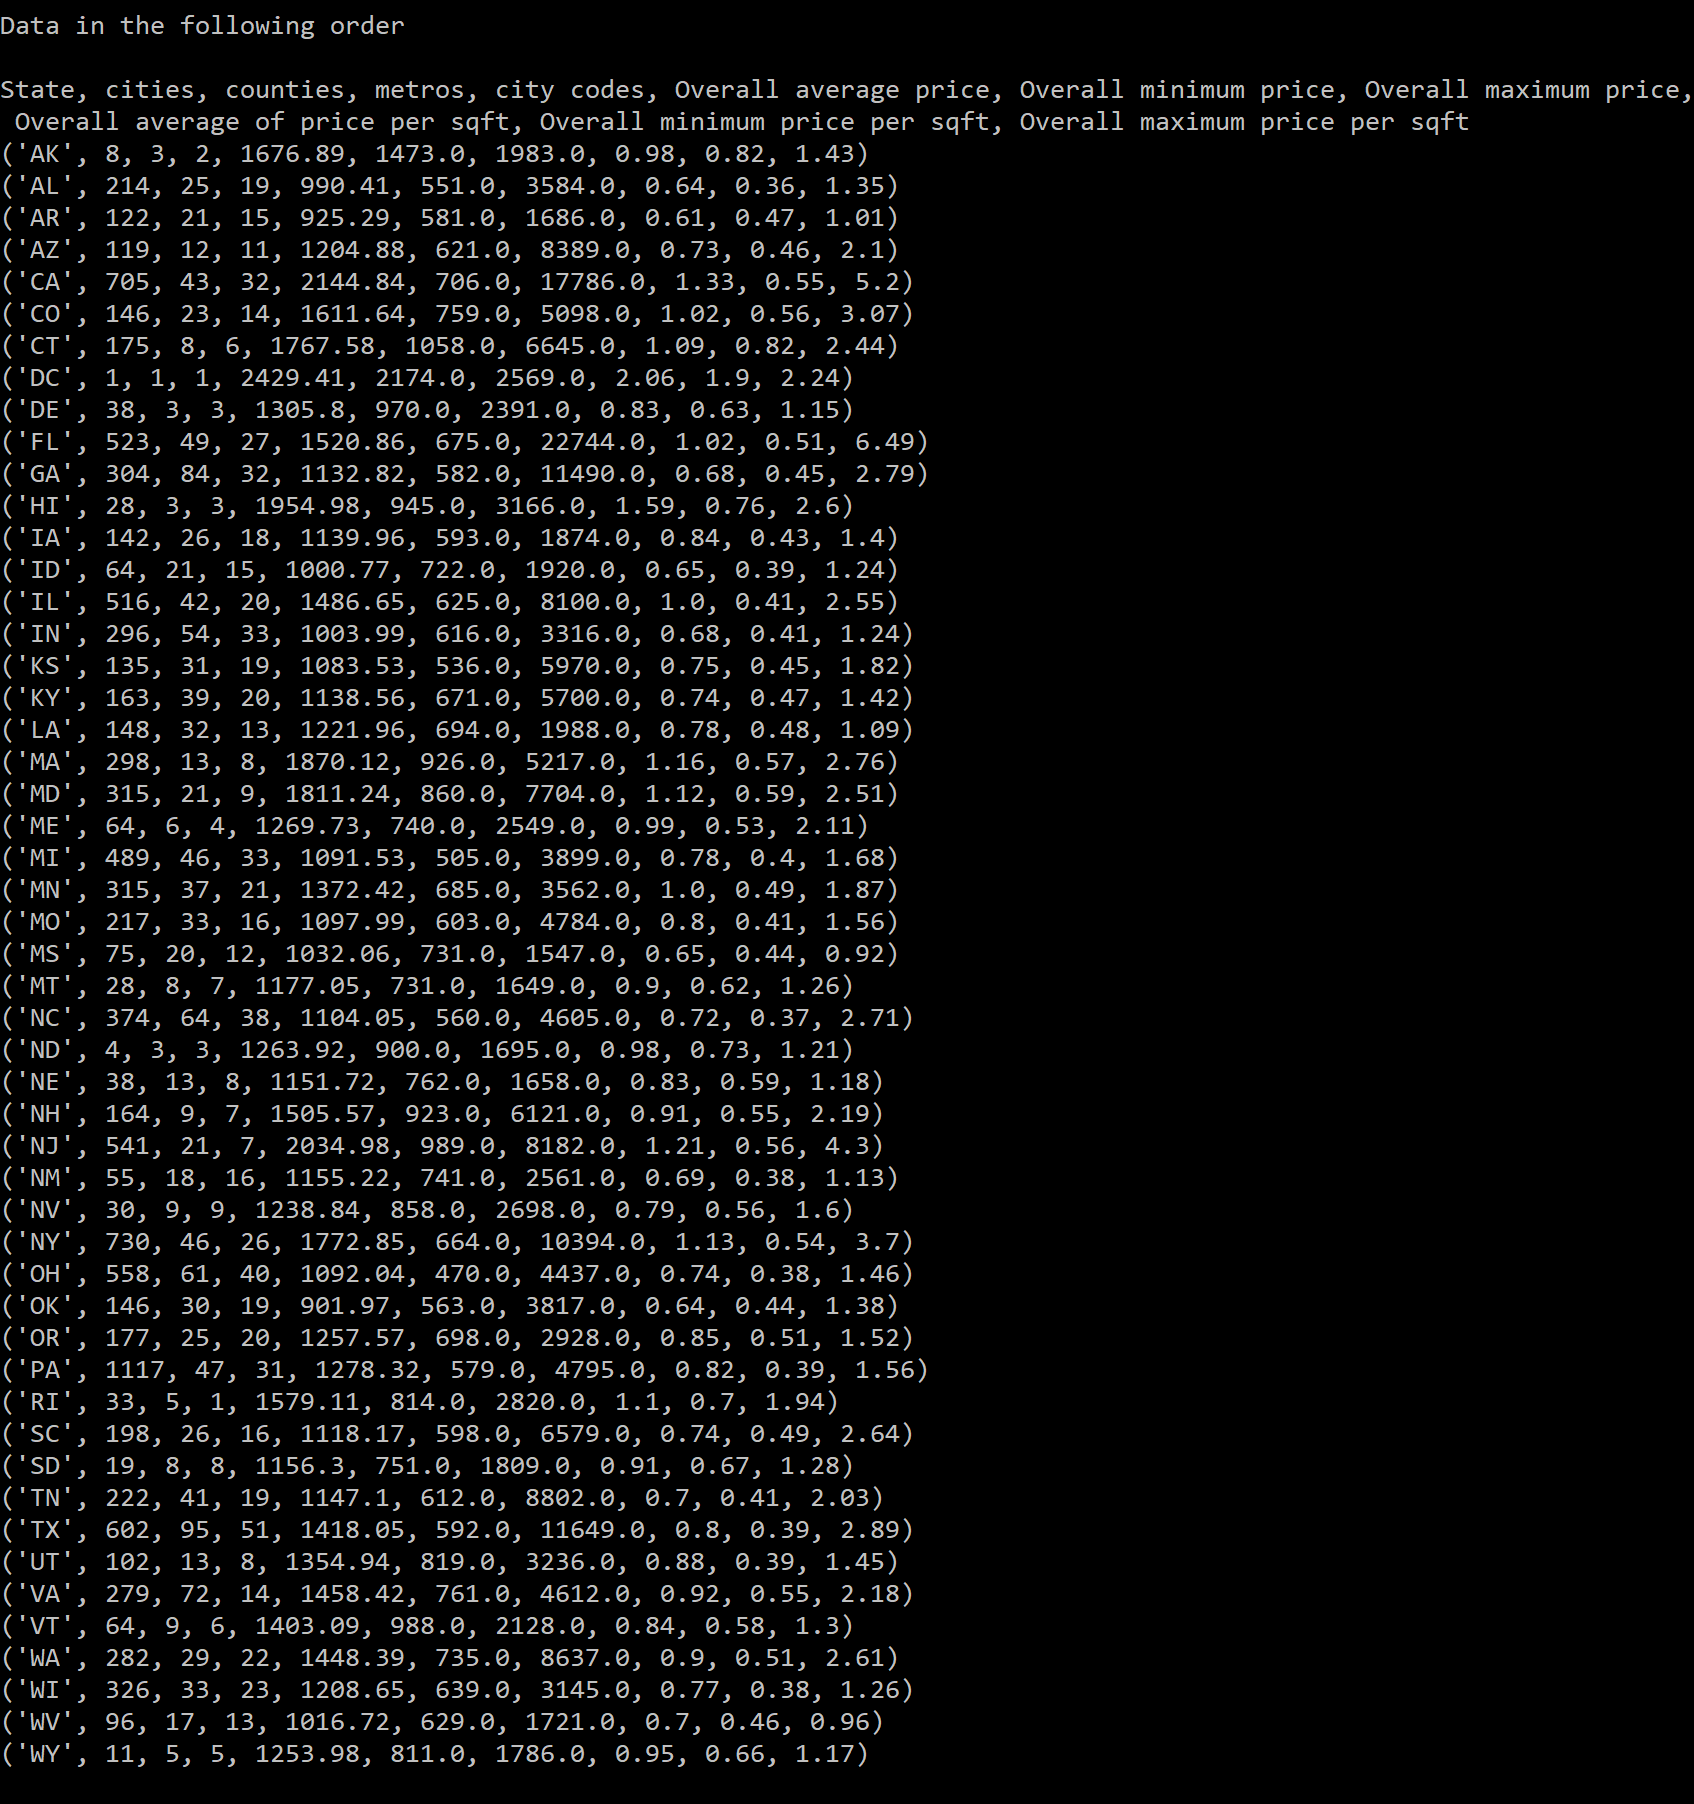 Data in the following order
State, cities, counties, metros, city codes, Overall average price, Overall minimum price, Overall maximum price,
Overall average of price per sqft, Overall minimum price per sqft, Overall maximum price per sqft
('AK', 8, 3, 2, 1676.89, 1473.0, 1983.0, 0.98, 0.82, 1.43)
('AL', 214, 25, 19, 990.41, 551.0, 3584.0, 0.64, 0.36, 1.35)
('AR', 122, 21, 15, 925.29, 581.0, 1686.0, 0.61, 0.47, 1.01)
('AZ', 119, 12, 11, 1204.88, 621.0, 8389.0, 0.73, 0.46, 2.1)
('CA', 705, 43, 32, 2144.84, 706.0, 17786.0, 1.33, 0.55, 5.2)
('CO', 146, 23, 14, 1611.64, 759.0, 5098.0, 1.02, 0.56, 3.07)
('CT', 175, 8, 6, 1767.58, 1058.0, 6645.0, 1.09, 0.82, 2.44)
('DC', 1, 1, 1, 2429.41, 2174.0, 2569.0, 2.06, 1.9, 2.24)
('DE', 38, 3, 3, 1305.8, 970.0, 2391.0, 0.83, 0.63, 1.15)
('FL', 523, 49, 27, 1520.86, 675.0, 22744.0, 1.02, 0.51, 6.49)
('GA', 304, 84, 32, 1132.82, 582.0, 11490.0, 0.68, 0.45, 2.79)
('HI', 28, 3, 3, 1954.98, 945.0, 3166.0, 1.59, 0.76, 2.6)
('IA', 142, 26, 18, 1139.96, 593.0, 1874.0, 0.84, 0.43, 1.4)
('ID', 64, 21, 15, 1000.77, 722.0, 1920.0, 0.65, 0.39, 1.24)
('IL', 516, 42, 20, 1486.65, 625.0, 8100.0, 1.0, 0.41, 2.55)
('IN', 296, 54, 33, 1003.99, 616.0, 3316.0, 0.68, 0.41, 1.24)
('KS', 135, 31, 19, 1083.53, 536.0, 5970.0, 0.75, 0.45, 1.82)
('KY', 163, 39, 20, 1138.56, 671.0, 5700.0, 0.74, 0.47, 1.42)
('LA', 148, 32, 13, 1221.96, 694.0, 1988.0, 0.78, 0.48, 1.09)
('MA', 298, 13, 8, 1870.12, 926.0, 5217.0, 1.16, 0.57, 2.76)
('MD', 315, 21, 9, 1811.24, 860.0, 7704.0, 1.12, 0.59, 2.51)
('ME', 64, 6, 4, 1269.73, 740.0, 2549.0, 0.99, 0.53, 2.11)
('MI', 489, 46, 33, 1091.53, 505.0, 3899.0, 0.78, 0.4, 1.68)
('MN', 315, 37, 21, 1372.42, 685.0, 3562.0, 1.0, 0.49, 1.87)
('MO', 217, 33, 16, 1097.99, 603.0, 4784.0, 0.8, 0.41, 1.56)
('MS', 75, 20, 12, 1032.06, 731.0, 1547.0, 0.65, 0.44, 0.92)
('MT', 28, 8, 7, 1177.05, 731.0, 1649.0, 0.9, 0.62, 1.26)
('NC', 374, 64, 38, 1104.05, 560.0, 4605.0, 0.72, 0.37, 2.71)
('ND', 4, 3, 3, 1263.92, 900.0, 1695.0, 0.98, 0.73, 1.21)
('NE', 38, 13, 8, 1151.72, 762.0, 1658.0, 0.83, 0.59, 1.18)
('NH', 164, 9, 7, 1505.57, 923.0, 6121.0, 0.91, 0.55, 2.19)
('NJ', 541, 21, 7, 2034.98, 989.0, 8182.0, 1.21, 0.56, 4.3)
('NM', 55, 18, 16, 1155.22, 741.0, 2561.0, 0.69, 0.38, 1.13)
('NV', 30, 9, 9, 1238.84, 858.0, 2698.0, 0.79, 0.56, 1.6)
('NY', 730, 46, 26, 1772.85, 664.0, 10394.0, 1.13, 0.54, 3.7)
('OH', 558, 61, 40, 1092.04, 470.0, 4437.0, 0.74, 0.38, 1.46)
('OK', 146, 30, 19, 901.97, 563.0, 3817.0, 0.64, 0.44, 1.38)
('OR', 177, 25, 20, 1257.57, 698.0, 2928.0, 0.85, 0.51, 1.52)
('PA', 1117, 47, 31, 1278.32, 579.0, 4795.0, 0.82, 0.39, 1.56)
('RI', 33, 5, 1, 1579.11, 814.0, 2820.0, 1.1, 0.7, 1.94)
('SC', 198, 26, 16, 1118.17, 598.0, 6579.0, 0.74, 0.49, 2.64)
('SD', 19, 8, 8, 1156.3, 751.0, 1809.0, 0.91, 0.67, 1.28)
('TN', 222, 41, 19, 1147.1, 612.0, 8802.0, 0.7, 0.41, 2.03)
('TX', 602, 95, 51, 1418.05, 592.0, 11649.0, 0.8, 0.39, 2.89)
('UT', 102, 13, 8, 1354.94, 819.0, 3236.0, 0.88, 0.39, 1.45)
('VA', 279, 72, 14, 1458.42, 761.0, 4612.0, 0.92, 0.55, 2.18)
('VT', 64, 9, 6, 1403.09, 988.0, 2128.0, 0.84, 0.58, 1.3)
('WA', 282, 29, 22, 1448.39, 735.0, 8637.0, 0.9, 0.51, 2.61)
('WI', 326, 33, 23, 1208.65, 639.0, 3145.0, 0.77, 0.38, 1.26)
('WV', 96, 17, 13, 1016.72, 629.0, 1721.0, 0.7, 0.46, 0.96)
('WY', 11, 5, 5, 1253.98, 811.0, 1786.0, 0.95, 0.66, 1.17)